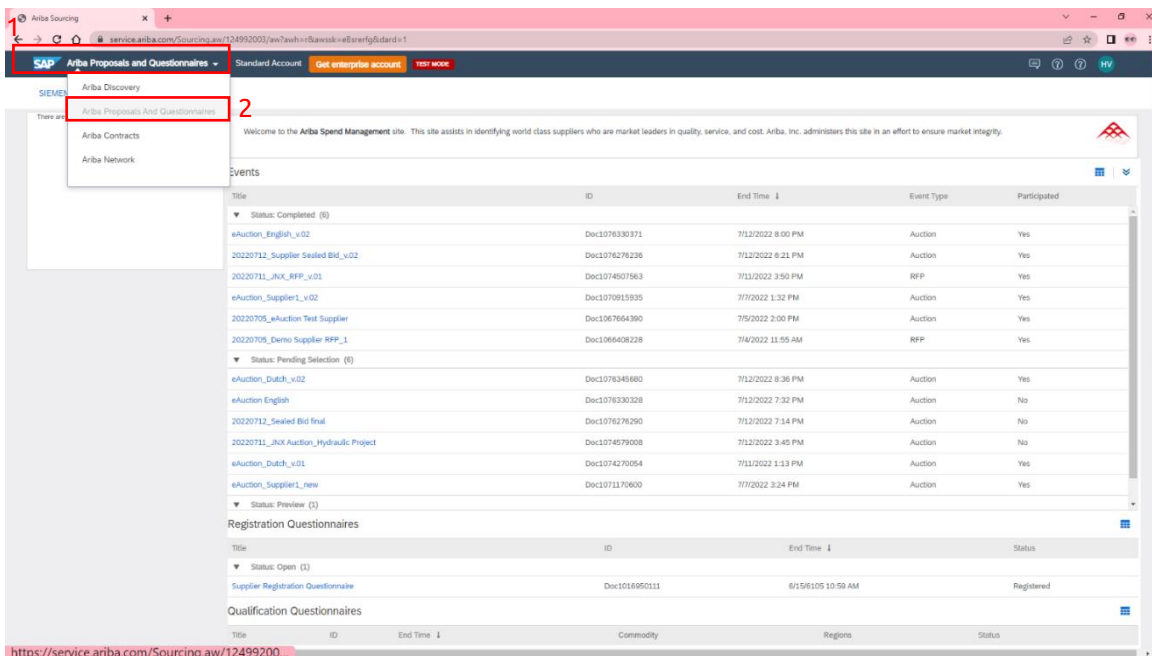 Ariba Sourcing
1
service.ariba.com/Sourcing.aw/124992003/aw?awh=r&awssk=eBsrerfg&dard=1
SAP Ariba Proposals and Questionnaires Standard Account Get enterprise account TEST MODE HV
SIEMEN
Ariba Discovery
Ariba Proposals And Questionnaires 2
Ariba Contracts
Ariba Network
There are
Welcome to the Ariba Spend Management site. This site assists in identifying world class suppliers who are market leaders in quality, service, and cost. Ariba, Inc. administers this site in an effort to ensure market integrity.
Events
Title ID End Time ↓ Event Type Participated
▼ Status: Completed (6)
eAuction_English_v.02 Doc1076330371 7/12/2022 8:00 PM Auction Yes
20220712_Supplier Sealed Bid_v.02 Doc1076276236 7/12/2022 6:21 PM Auction Yes
20220711_JNX_RFP_v.01 Doc1074507563 7/11/2022 3:50 PM RFP Yes
eAuction_Supplier1_v.02 Doc1070915935 7/7/2022 1:32 PM Auction Yes
20220705_eAuction Test Supplier Doc1067664390 7/5/2022 2:00 PM Auction Yes
20220705_Demo Supplier RFP_1 Doc1066408228 7/4/2022 11:55 AM RFP Yes
▼ Status: Pending Selection (6)
eAuction_Dutch_v.02 Doc1076345680 7/12/2022 8:36 PM Auction Yes
eAuction English Doc1076330328 7/12/2022 7:32 PM Auction No
20220712_Sealed Bid final Doc1076276290 7/12/2022 7:14 PM Auction No
20220711_JNX Auction_Hydraulic Project Doc1074579008 7/12/2022 3:45 PM Auction No
eAuction_Dutch_v.01 Doc1074270054 7/11/2022 1:13 PM Auction Yes
eAuction_Supplier1_new Doc1071170600 7/7/2022 3:24 PM Auction Yes
▼ Status: Preview (1)
Registration Questionnaires
Title ID End Time ↓ Status
▼ Status: Open (1)
Supplier Registration Questionnaire Doc1016950111 6/15/6105 10:59 AM Registered
Qualification Questionnaires
Title ID End Time ↓ Commodity Regions Status
https://service.ariba.com/Sourcing.aw/12499200...